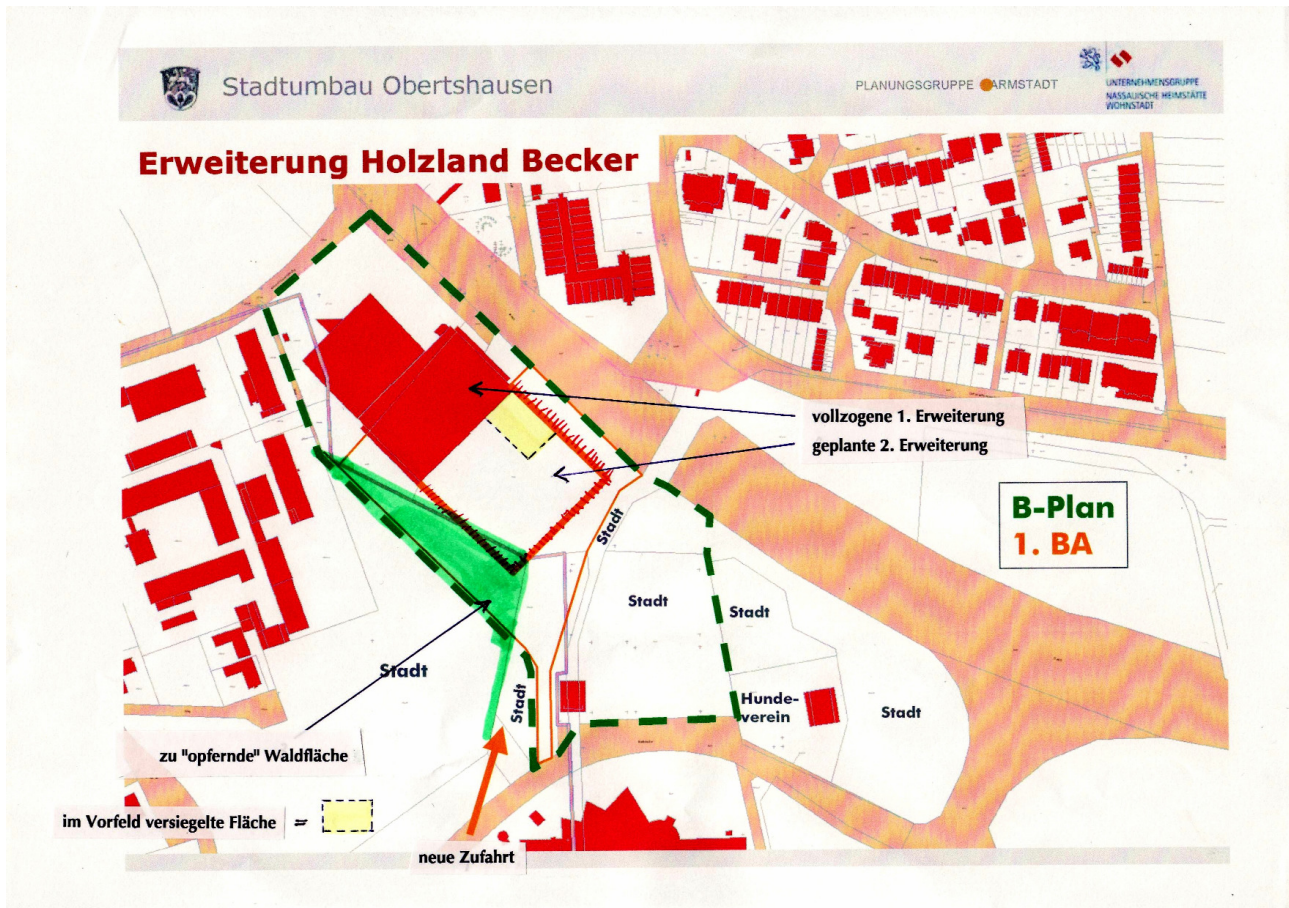 Stadtumbau Obertshausen
PLANUNGSGRUPPE DARMSTADT
UNTERNEHMENSGRUPPE
NASSAUISCHE HEIMSTÄTTE
WOHNSTADT
Erweiterung Holzland Becker
vollzogene 1. Erweiterung
geplante 2. Erweiterung
B-Plan
1. BA
Stadt
Stadt
Stadt
Stadt
Stadt
Hunde-
verein
Stadt
zu "opfernde" Waldfläche
im Vorfeld versiegelte Fläche =
neue Zufahrt